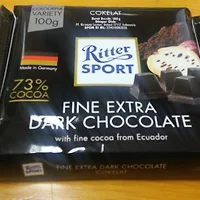 COKELAT
VARIETY
100g
Ritter
SPORT
Made in Germany
73%
COCOA
FINE EXTRA
DARK CHOCOLATE
with fine cocoa from Ecuador
FINE EXTRA DARK CHOCOLATE
COKELAT